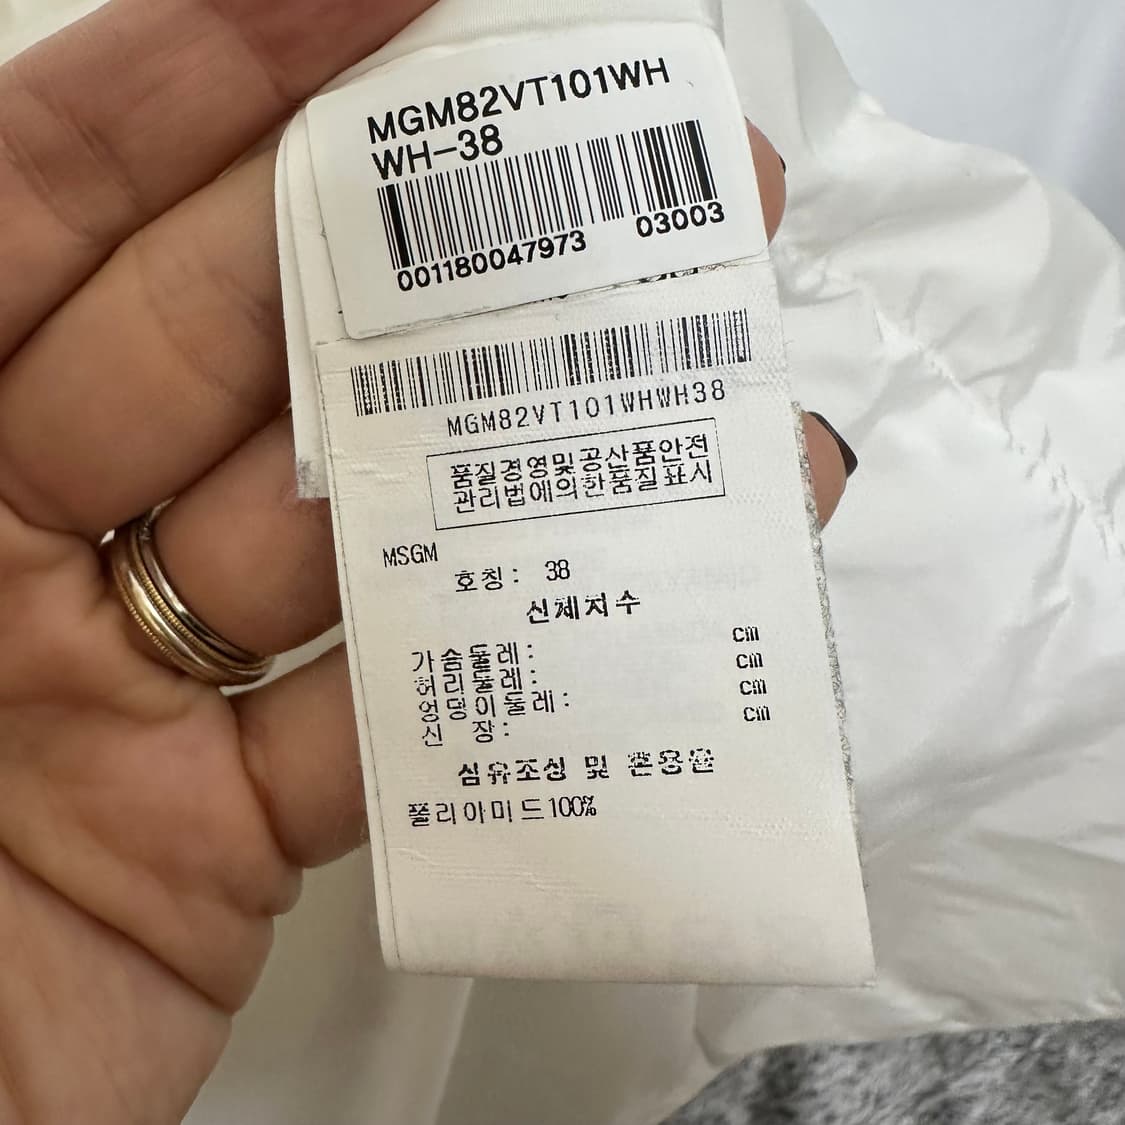 MGM82VT101WH
WH-38
001180047973 03003
MGM82VT101WHWH38
품질경영및공산품안전
관리법에의한품질표시
MSGM
호칭: 38
신체지수
가슴둘레: cm
허리둘레: cm
엉덩이둘레: cm
신 장: cm
섬유조성 및 혼용율
폴리아미드100%